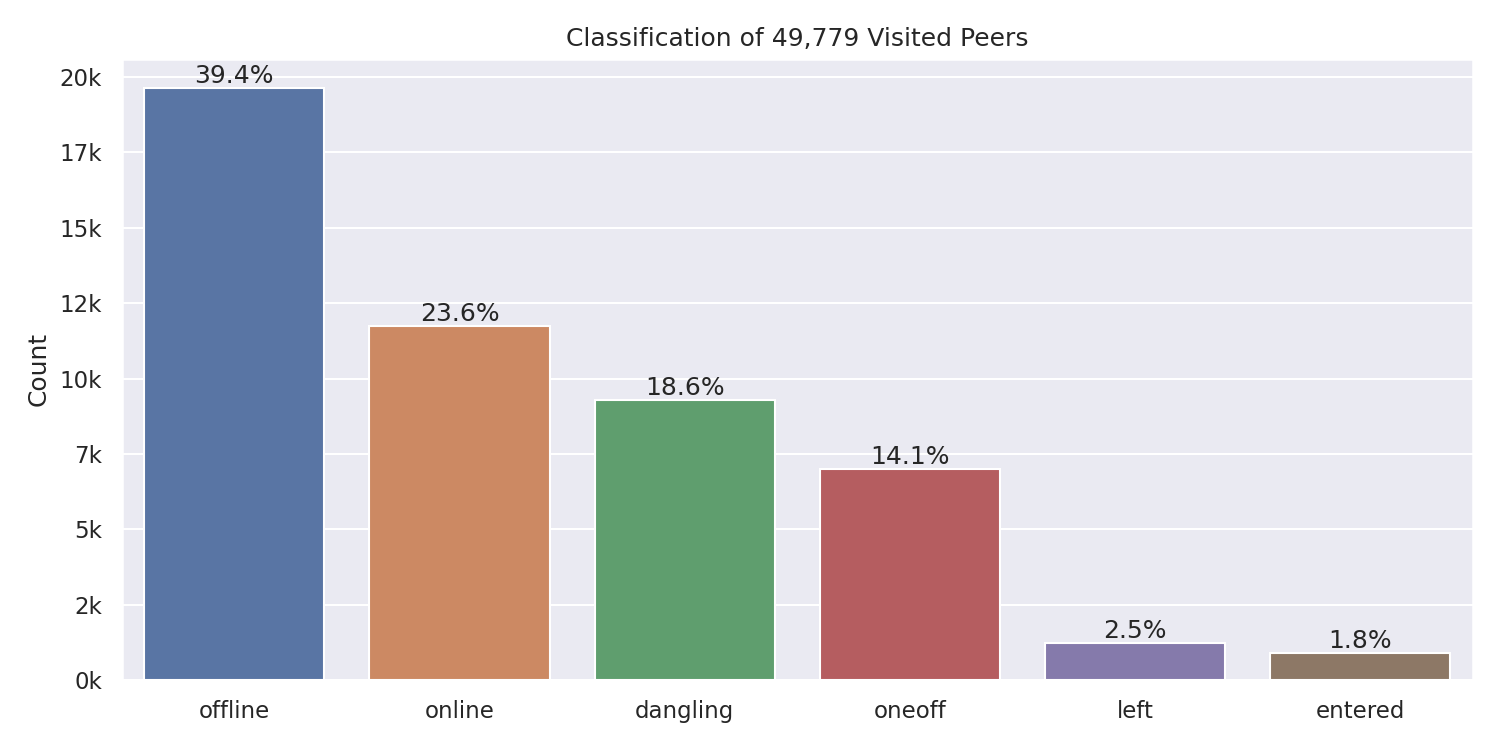 Classification of 49,779 Visited Peers
Count
20k
17k
15k
12k
10k
7k
5k
2k
0k
39.4%
23.6%
18.6%
14.1%
2.5%
1.8%
offline
online
dangling
oneoff
left
entered